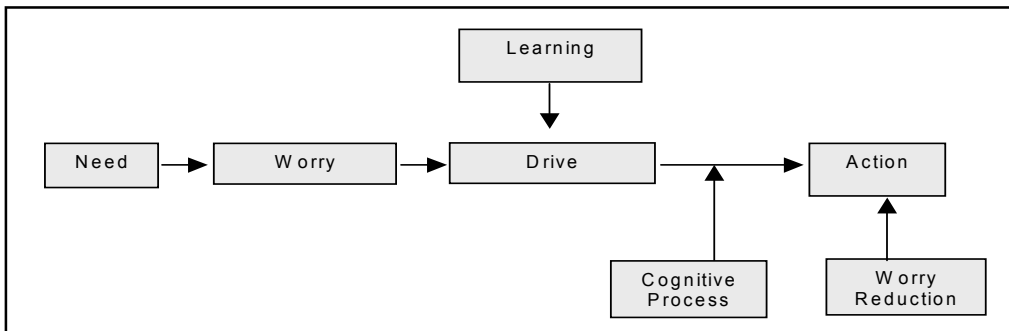 Learning
Need
Worry
Drive
Action
Cognitive
Process
Worry
Reduction